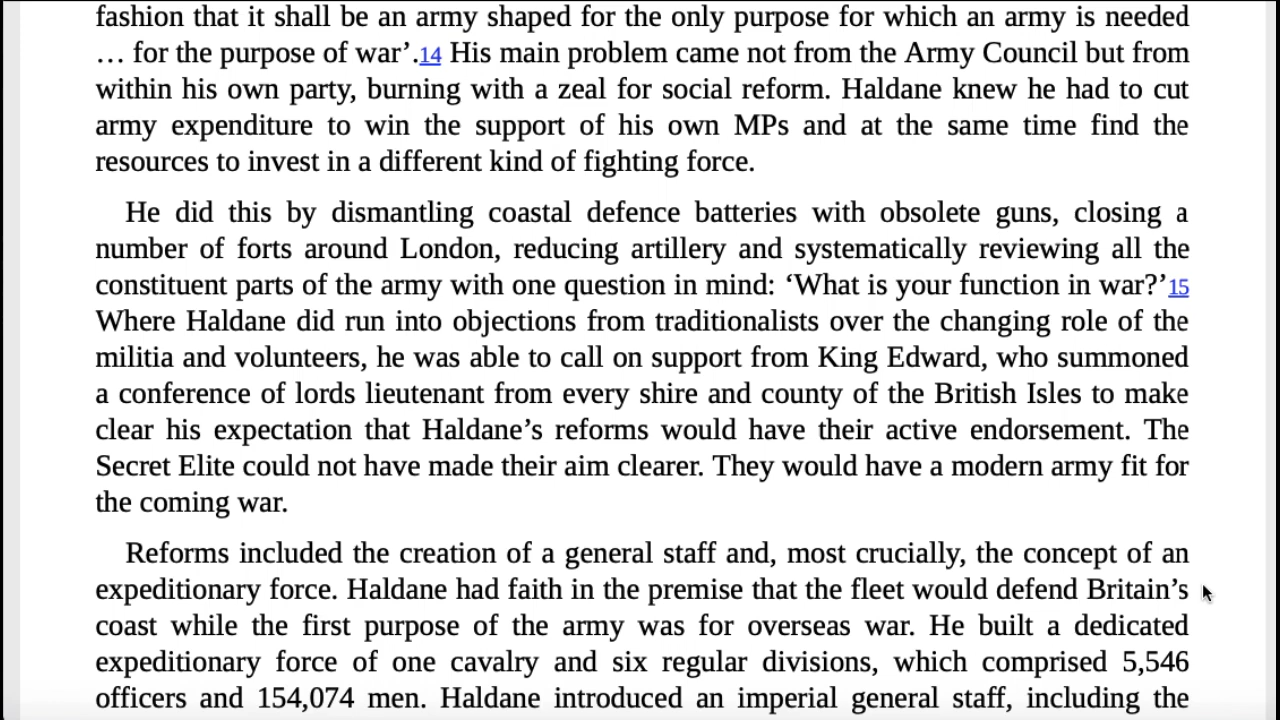 fashion that it shall be an army shaped for the only purpose for which an army is needed
… for the purpose of war’.14 His main problem came not from the Army Council but from
within his own party, burning with a zeal for social reform. Haldane knew he had to cut
army expenditure to win the support of his own MPs and at the same time find the
resources to invest in a different kind of fighting force.
He did this by dismantling coastal defence batteries with obsolete guns, closing a
number of forts around London, reducing artillery and systematically reviewing all the
constituent parts of the army with one question in mind: ‘What is your function in war?’15
Where Haldane did run into objections from traditionalists over the changing role of the
militia and volunteers, he was able to call on support from King Edward, who summoned
a conference of lords lieutenant from every shire and county of the British Isles to make
clear his expectation that Haldane’s reforms would have their active endorsement. The
Secret Elite could not have made their aim clearer. They would have a modern army fit for
the coming war.
Reforms included the creation of a general staff and, most crucially, the concept of an
expeditionary force. Haldane had faith in the premise that the fleet would defend Britain’s
coast while the first purpose of the army was for overseas war. He built a dedicated
expeditionary force of one cavalry and six regular divisions, which comprised 5,546
officers and 154,074 men. Haldane introduced an imperial general staff, including the